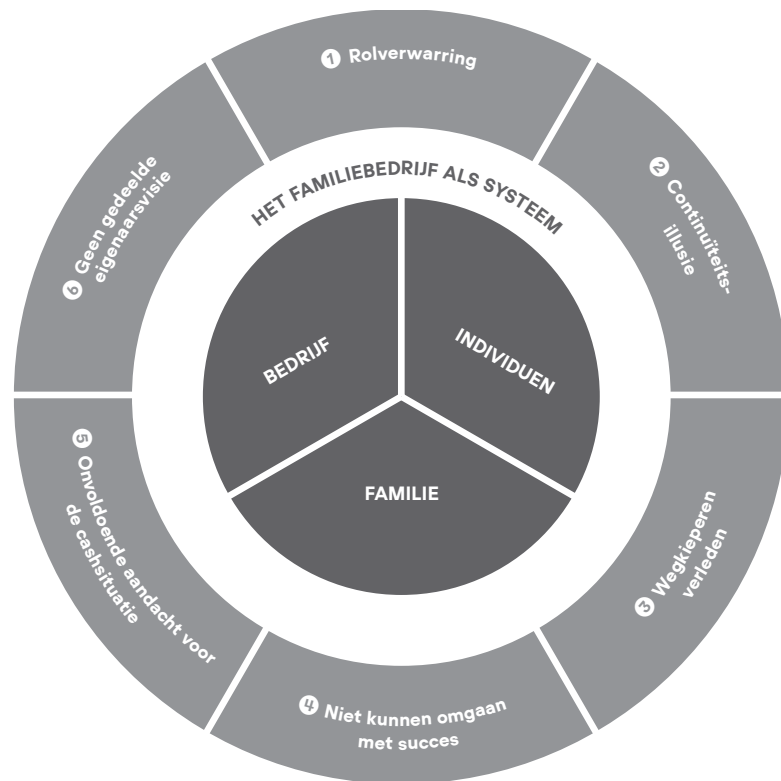 1 Rolverwarring
2 Continuïteits-
illusie
3 Wegkieperen
verleden
4 Niet kunnen omgaan
met succes
5 Onvoldoende aandacht voor
de cashsituatie
6 Geen gedeelde
eigenaarsvisie
HET FAMILIEBEDRIJF ALS SYSTEEM
BEDRIJF
INDIVIDUEN
FAMILIE